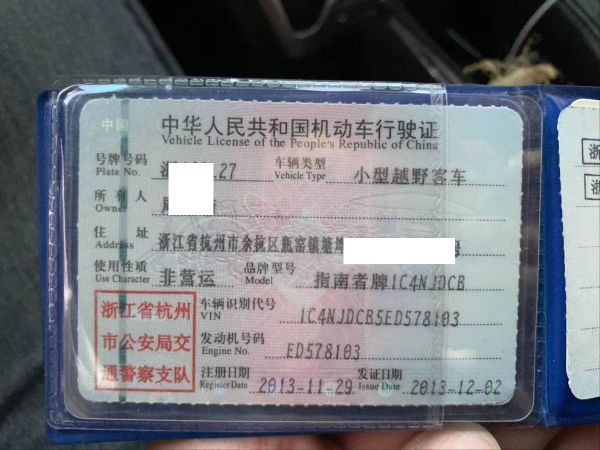 中国
中华人民共和国机动车行驶证
Vehicle License of the People's Republic of China
号牌号码 Plate No. .27 车辆类型 Vehicle Type 小型越野客车
所有人 Owner
住址 Address 浙江省杭州市余杭区瓶窑镇塘埠
使用性质 Use Character 非营运 品牌型号 Model 指南者牌1C4NJDCB
浙江省杭州市公安局交通警察支队
车辆识别代号 VIN 1C4NJDCB5ED578103
发动机号码 Engine No. ED578103
注册日期 Register Date 2013-11-29 发证日期 Issue Date 2013-12-02
浙
浙